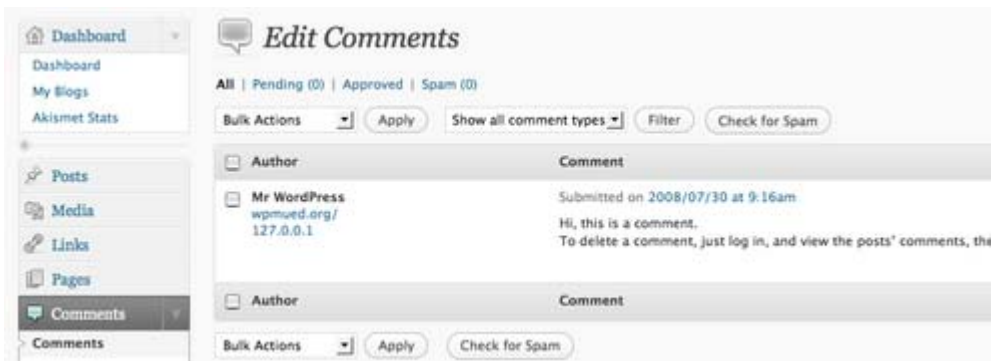 Dashboard
Dashboard
My Blogs
Akismet Stats
Posts
Media
Links
Pages
Comments
Comments
Edit Comments
All | Pending (0) | Approved | Spam (0)
Bulk Actions Apply Show all comment types Filter Check for Spam
Author Comment
Mr WordPress
wpmued.org/
127.0.0.1
Submitted on 2008/07/30 at 9:16am
Hi, this is a comment.
To delete a comment, just log in, and view the posts' comments, the
Author Comment
Bulk Actions Apply Check for Spam